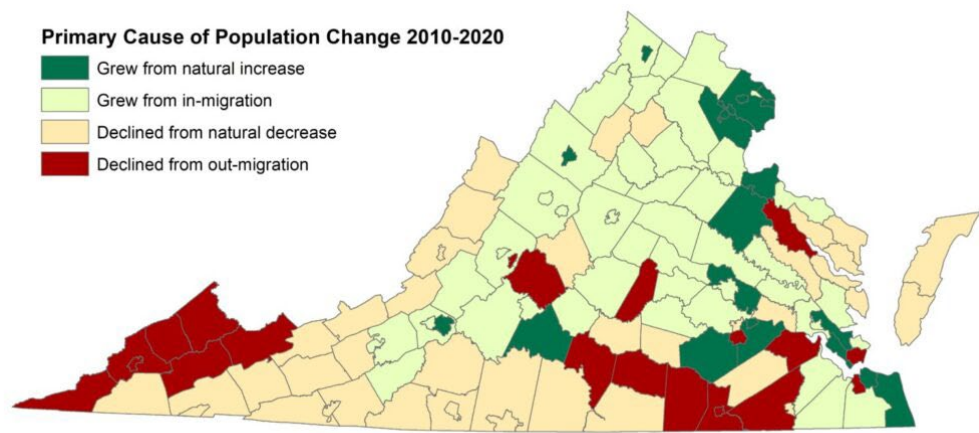 Primary Cause of Population Change 2010-2020
Grew from natural increase
Grew from in-migration
Declined from natural decrease
Declined from out-migration